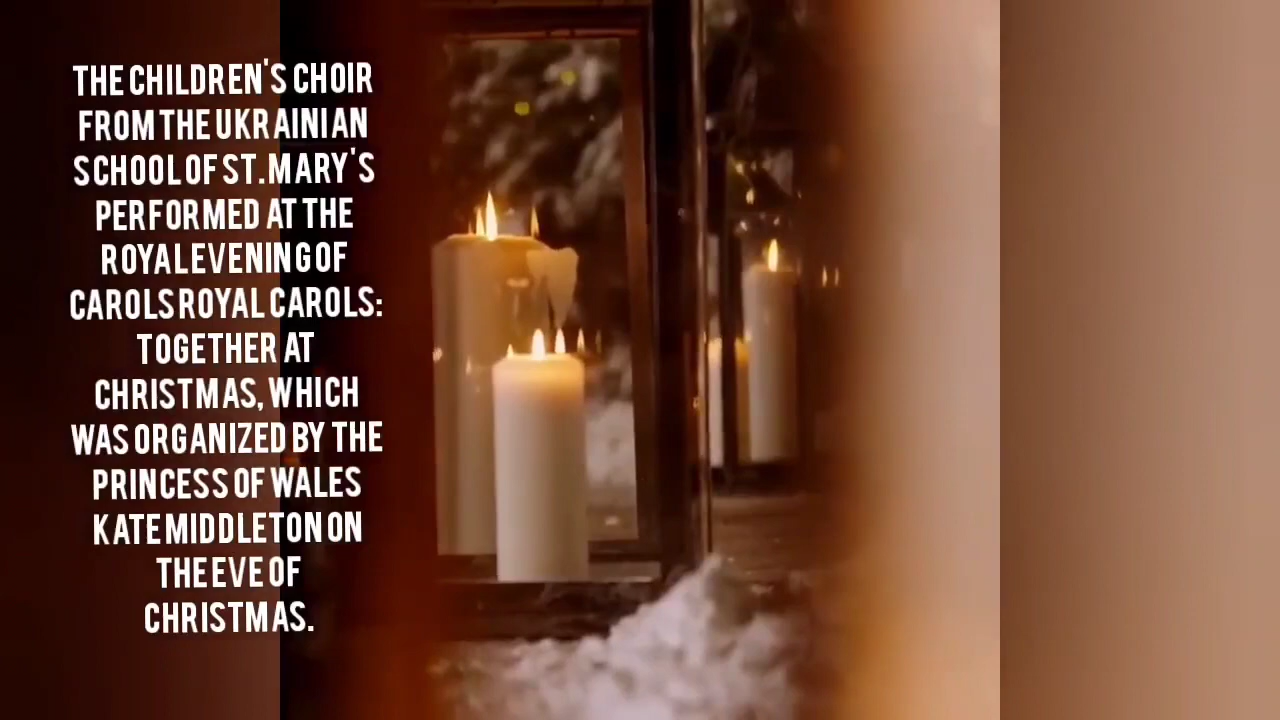 THE CHILDREN'S CHOIR
FROM THE UKRAINIAN
SCHOOL OF ST. MARY'S
PERFORMED AT THE
ROYAL EVENING OF
CAROLS ROYAL CAROLS:
TOGETHER AT
CHRISTMAS, WHICH
WAS ORGANIZED BY THE
PRINCESS OF WALES
KATE MIDDLETON ON
THE EVE OF
CHRISTMAS.